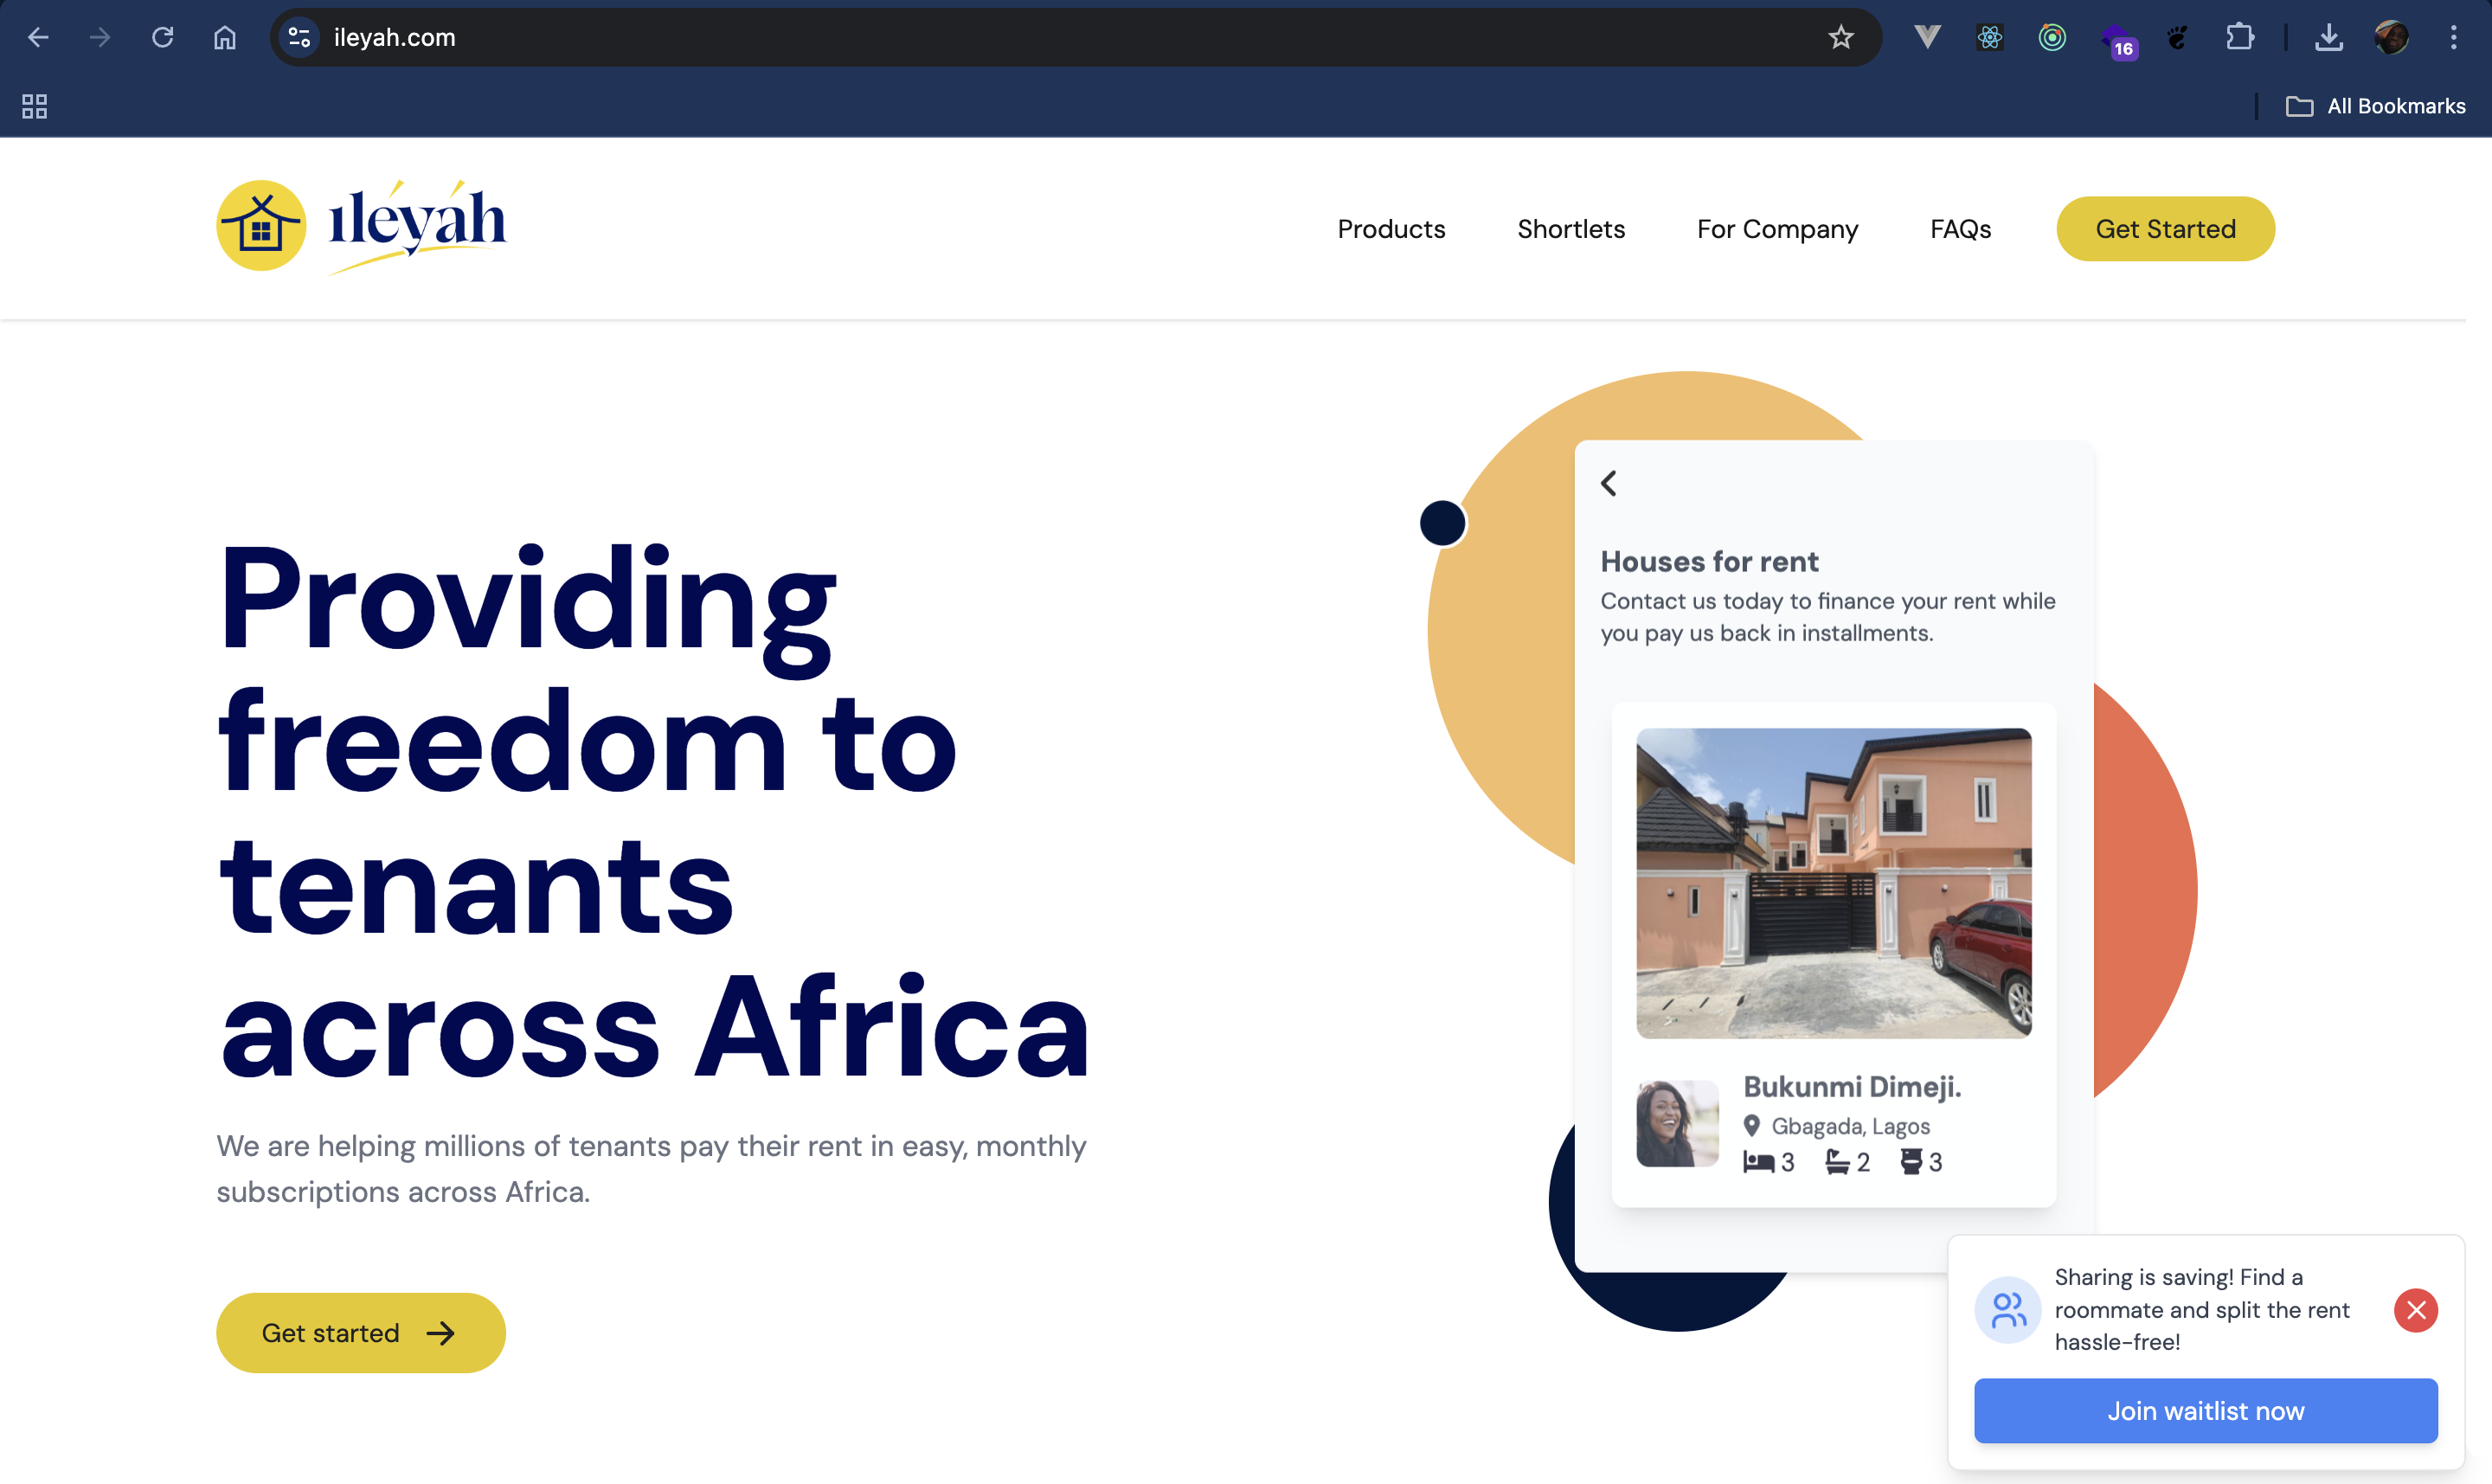 ileyah.com
16
All Bookmarks
iléyáh
Products
Shortlets
For Company
FAQs
Get Started
Providing
freedom to
tenants
across Africa
We are helping millions of tenants pay their rent in easy, monthly
subscriptions across Africa.
Get started
Houses for rent
Contact us today to finance your rent while
you pay us back in installments.
Bukunmi Dimeji.
Gbagada, Lagos
3 2 3
Sharing is saving! Find a
roommate and split the rent
hassle-free!
Join waitlist now